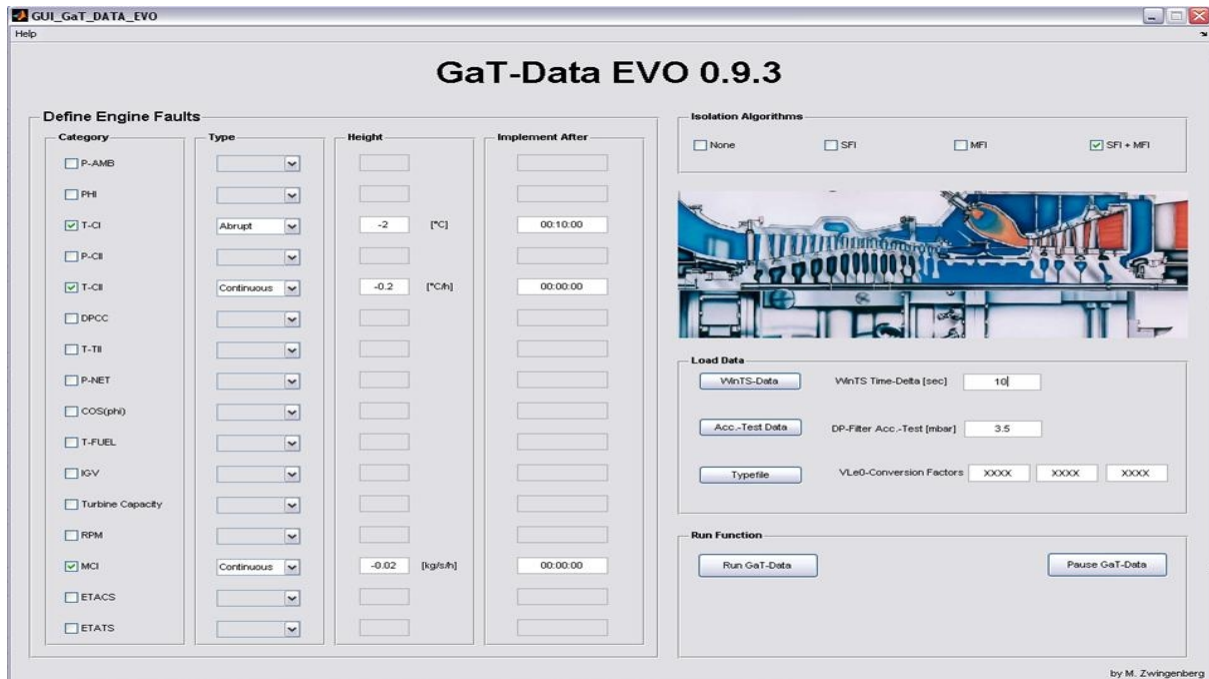 GUI_GaT_DATA_EVO
Help
GaT-Data EVO 0.9.3
Define Engine Faults
Category Type Height Implement After
P-AMB
PHI
T-CI Abrupt -2 [°C] 00:10:00
P-CII
T-CII Continuous -0.2 [°C/h] 00:00:00
DPCC
T-TII
P-NET
COS(phi)
T-FUEL
IGV
Turbine Capacity
RPM
MCI Continuous -0.02 [kg/s/h] 00:00:00
ETACS
ETATS
Isolation Algorithms
None SFI MFI SFI + MFI
Load Data
WinTS-Data WinTS Time-Delta [sec] 10
Acc.-Test Data DP-Filter Acc.-Test [mbar] 3.5
Typefile VLe0-Conversion Factors XXXX XXXX XXXX
Run Function
Run GaT-Data Pause GaT-Data
by M. Zwingenberg